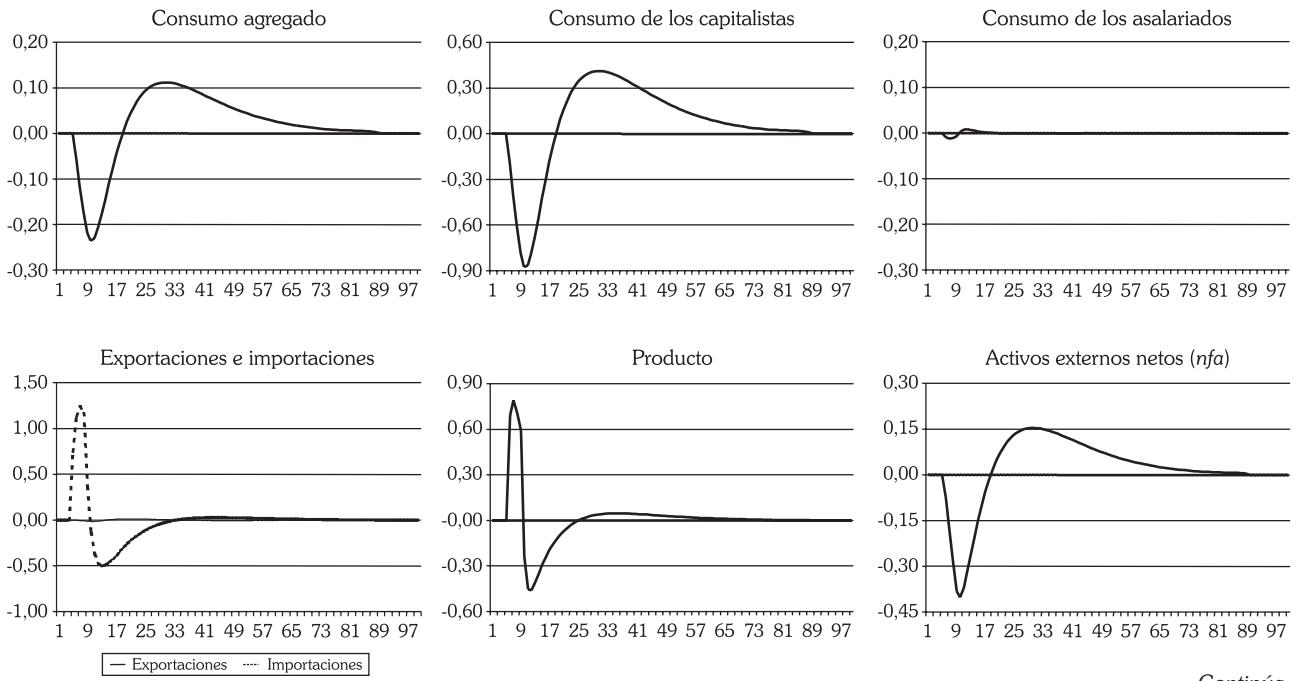 Consumo agregado
0,20
0,10
0,00
-0,10
-0,20
-0,30
1 9 17 25 33 41 49 57 65 73 81 89 97
Consumo de los capitalistas
0,60
0,30
0,00
-0,30
-0,60
-0,90
1 9 17 25 33 41 49 57 65 73 81 89 97
Consumo de los asalariados
0,20
0,10
0,00
-0,10
-0,20
-0,30
1 9 17 25 33 41 49 57 65 73 81 89 97
Exportaciones e importaciones
1,50
1,00
0,50
0,00
-0,50
-1,00
1 9 17 25 33 41 49 57 65 73 81 89 97
Exportaciones Importaciones
Producto
0,90
0,60
0,30
-0,00
-0,30
-0,60
1 9 17 25 33 41 49 57 65 73 81 89 97
Activos externos netos (nfa)
0,30
0,15
0,00
-0,15
-0,30
-0,45
1 9 17 25 33 41 49 57 65 73 81 89 97